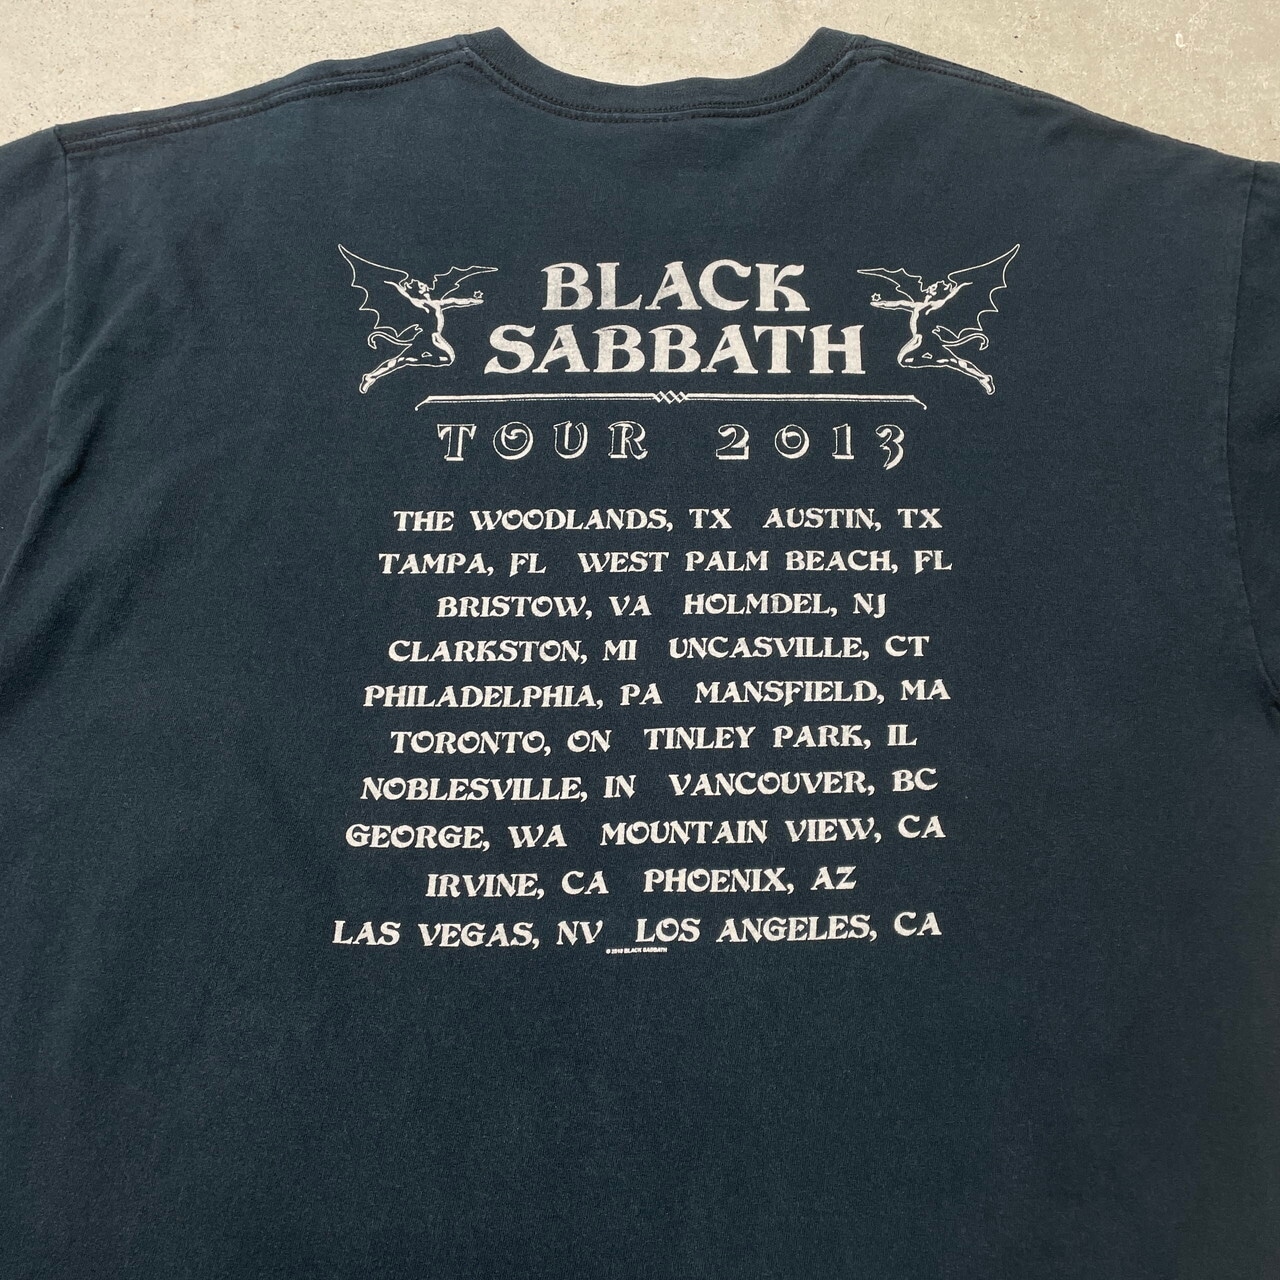 BLACK
SABBATH
TOUR 2013
THE WOODLANDS, TX AUSTIN, TX
TAMPA, FL WEST PALM BEACH, FL
BRISTOW, VA HOLMDEL, NJ
CLARKSTON, MI UNCASVILLE, CT
PHILADELPHIA, PA MANSFIELD, MA
TORONTO, ON TINLEY PARK, IL
NOBLESVILLE, IN VANCOUVER, BC
GEORGE, WA MOUNTAIN VIEW, CA
IRVINE, CA PHOENIX, AZ
LAS VEGAS, NV LOS ANGELES, CA
© BLACK SABBATH